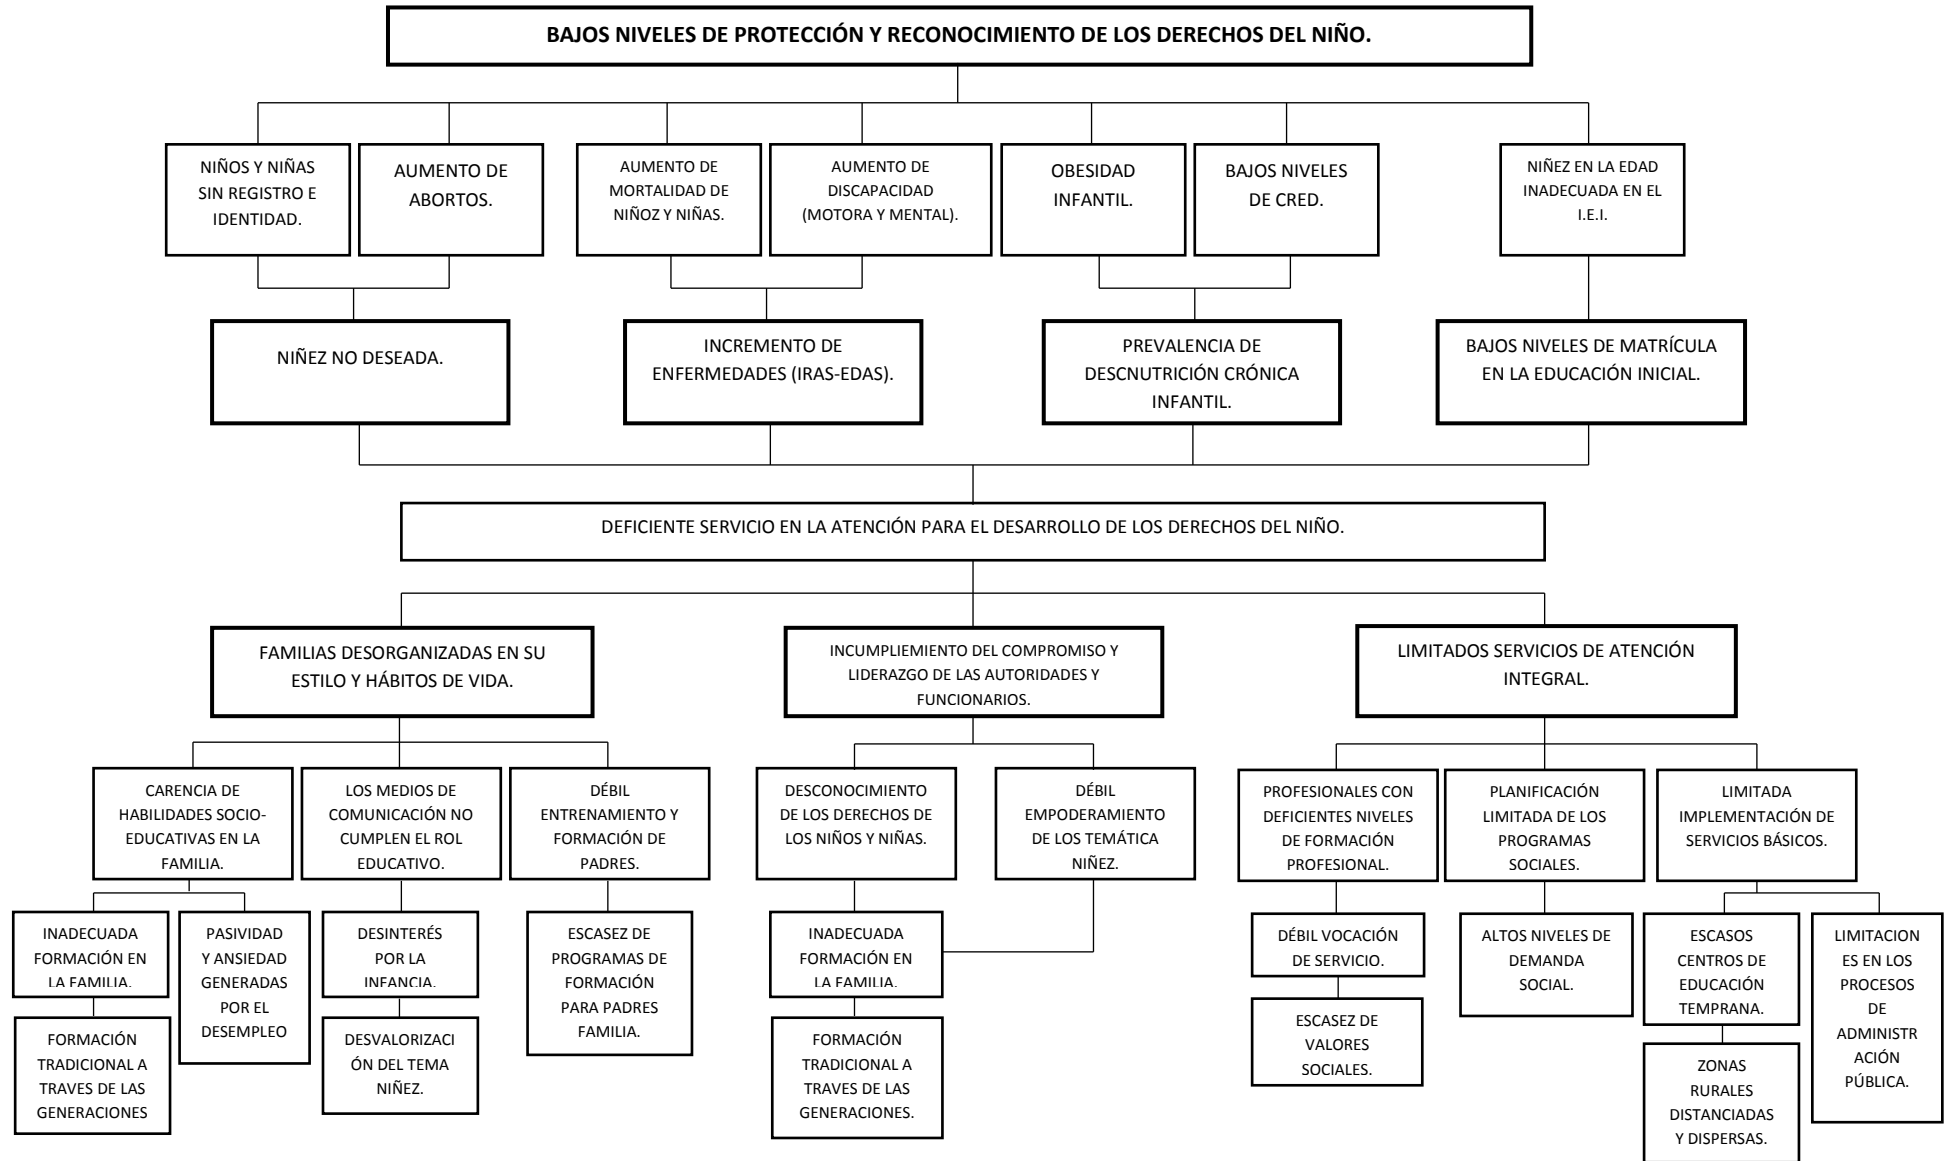 BAJOS NIVELES DE PROTECCIÓN Y RECONOCIMIENTO DE LOS DERECHOS DEL NIÑO.
NIÑOS Y NIÑAS
SIN REGISTRO E
IDENTIDAD.
AUMENTO DE
ABORTOS.
AUMENTO DE
MORTALIDAD DE
NIÑOZ Y NIÑAS.
AUMENTO DE
DISCAPACIDAD
(MOTORA Y MENTAL).
OBESIDAD
INFANTIL.
BAJOS NIVELES
DE CRED.
NIÑEZ EN LA EDAD
INADECUADA EN EL
I.E.I.
NIÑEZ NO DESEADA.
INCREMENTO DE
ENFERMEDADES (IRAS-EDAS).
PREVALENCIA DE
DESCNUTRICIÓN CRÓNICA
INFANTIL.
BAJOS NIVELES DE MATRÍCULA
EN LA EDUCACIÓN INICIAL.
DEFICIENTE SERVICIO EN LA ATENCIÓN PARA EL DESARROLLO DE LOS DERECHOS DEL NIÑO.
FAMILIAS DESORGANIZADAS EN SU
ESTILO Y HÁBITOS DE VIDA.
INCUMPLIEMIENTO DEL COMPROMISO Y
LIDERAZGO DE LAS AUTORIDADES Y
FUNCIONARIOS.
LIMITADOS SERVICIOS DE ATENCIÓN
INTEGRAL.
CARENCIA DE
HABILIDADES SOCIO-
EDUCATIVAS EN LA
FAMILIA.
LOS MEDIOS DE
COMUNICACIÓN NO
CUMPLEN EL ROL
EDUCATIVO.
DÉBIL
ENTRENAMIENTO Y
FORMACIÓN DE
PADRES.
DESCONOCIMIENTO
DE LOS DERECHOS DE
LOS NIÑOS Y NIÑAS.
DÉBIL
EMPODERAMIENTO
DE LOS TEMÁTICA
NIÑEZ.
PROFESIONALES CON
DEFICIENTES NIVELES
DE FORMACIÓN
PROFESIONAL.
PLANIFICACIÓN
LIMITADA DE LOS
PROGRAMAS
SOCIALES.
LIMITADA
IMPLEMENTACIÓN DE
SERVICIOS BÁSICOS.
INADECUADA
FORMACIÓN EN
LA FAMILIA.
PASIVIDAD
Y ANSIEDAD
GENERADAS
POR EL
DESEMPLEO
DESINTERÉS
POR LA
INFANCIA.
ESCASEZ DE
PROGRAMAS DE
FORMACIÓN
PARA PADRES
FAMILIA.
INADECUADA
FORMACIÓN EN
LA FAMILIA.
DÉBIL VOCACIÓN
DE SERVICIO.
ALTOS NIVELES DE
DEMANDA
SOCIAL.
ESCASOS
CENTROS DE
EDUCACIÓN
TEMPRANA.
LIMITACION
ES EN LOS
PROCESOS
DE
ADMINISTR
ACIÓN
PÚBLICA.
FORMACIÓN
TRADICIONAL A
TRAVES DE LAS
GENERACIONES
DESVALORIZACI
ÓN DEL TEMA
NIÑEZ.
FORMACIÓN
TRADICIONAL A
TRAVES DE LAS
GENERACIONES.
ESCASEZ DE
VALORES
SOCIALES.
ZONAS
RURALES
DISTANCIADAS
Y DISPERSAS.